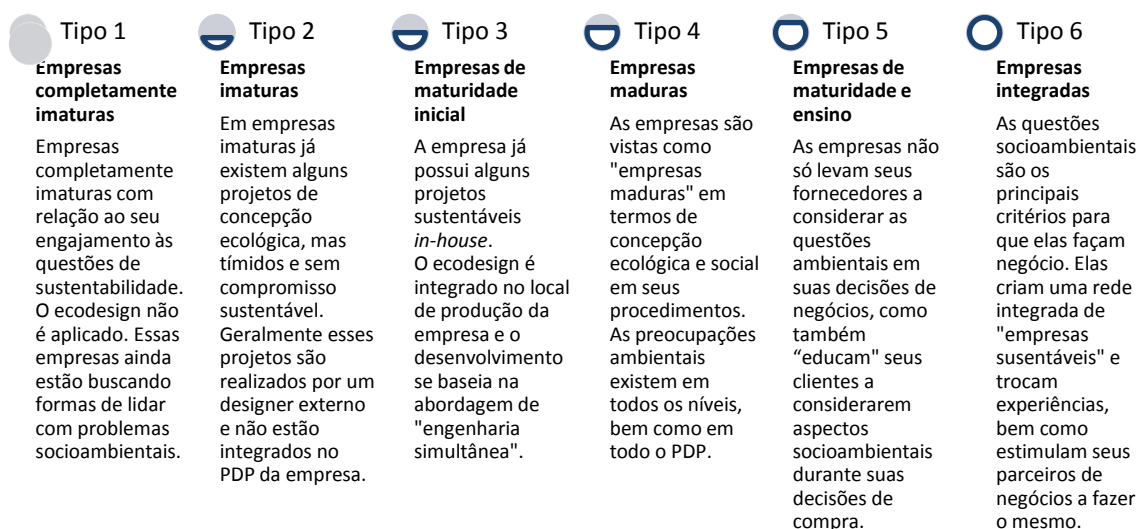 Tipo 1
Empresas
completamente
imaturas
Empresas
completamente
imaturas com
relação ao seu
engajamento às
questões de
sustentabilidade.
O ecodesign não
é aplicado. Essas
empresas ainda
estão buscando
formas de lidar
com problemas
socioambientais.
Tipo 2
Empresas
imaturas
Em empresas
imaturas já
existem alguns
projetos de
concepção
ecológica, mas
tímidos e sem
compromisso
sustentável.
Geralmente esses
projetos são
realizados por um
designer externo
e não estão
integrados no
PDP da empresa.
Tipo 3
Empresas de
maturidade
inicial
A empresa já
possui alguns
projetos
sustentáveis
in-house.
O ecodesign é
integrado no local
de produção da
empresa e o
desenvolvimento
se baseia na
abordagem de
"engenharia
simultânea".
Tipo 4
Empresas
maduras
As empresas são
vistas como
"empresas
maduras" em
termos de
concepção
ecológica e social
em seus
procedimentos.
As preocupações
ambientais
existem em
todos os níveis,
bem como em
todo o PDP.
Tipo 5
Empresas de
maturidade e
ensino
As empresas não
só levam seus
fornecedores a
considerar as
questões
ambientais em
suas decisões de
negócios, como
também
“educam" seus
clientes a
considerarem
aspectos
socioambientais
durante suas
decisões de
compra.
Tipo 6
Empresas
integradas
As questões
socioambientais
são os
principais
critérios para
que elas façam
negócio. Elas
criam uma rede
integrada de
"empresas
susentáveis" e
trocam
experiências,
bem como
estimulam seus
parceiros de
negócios a fazer
o mesmo.